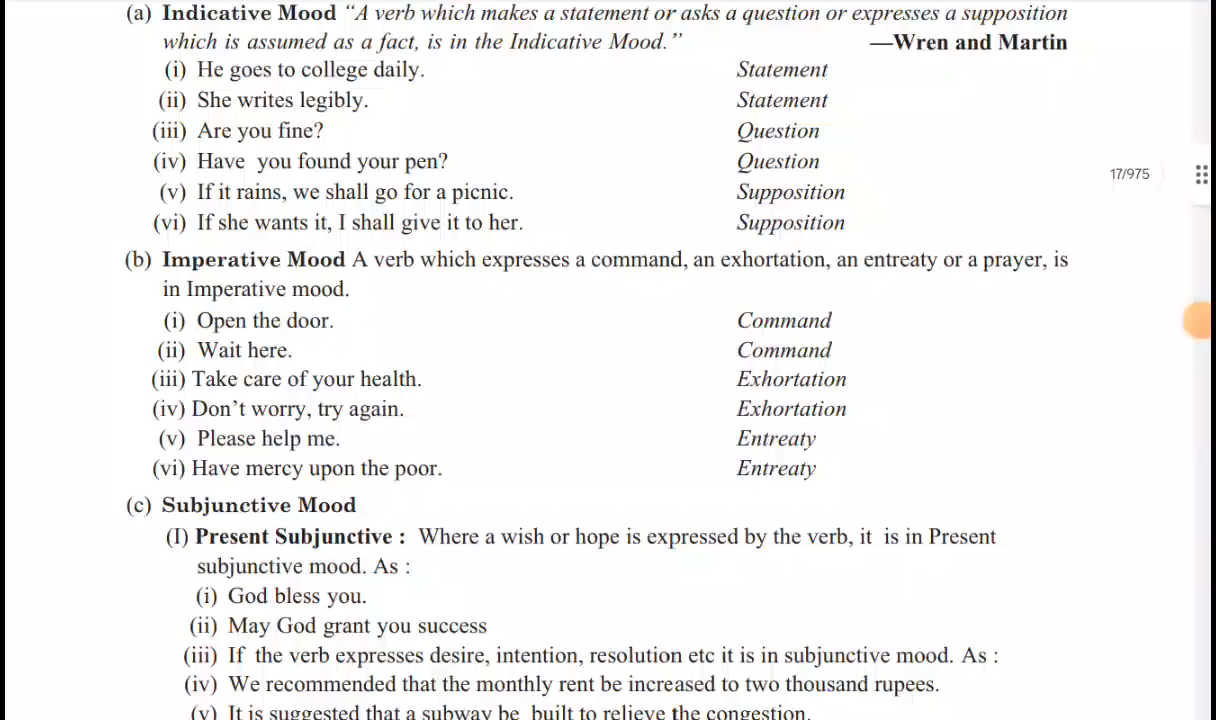 (a) Indicative Mood “A verb which makes a statement or asks a question or expresses a supposition
which is assumed as a fact, is in the Indicative Mood.” —Wren and Martin
(i) He goes to college daily. Statement
(ii) She writes legibly. Statement
(iii) Are you fine? Question
(iv) Have you found your pen? Question
17/975
(v) If it rains, we shall go for a picnic. Supposition
(vi) If she wants it, I shall give it to her. Supposition
(b) Imperative Mood A verb which expresses a command, an exhortation, an entreaty or a prayer, is
in Imperative mood.
(i) Open the door. Command
(ii) Wait here. Command
(iii) Take care of your health. Exhortation
(iv) Don’t worry, try again. Exhortation
(v) Please help me. Entreaty
(vi) Have mercy upon the poor. Entreaty
(c) Subjunctive Mood
(I) Present Subjunctive : Where a wish or hope is expressed by the verb, it is in Present
subjunctive mood. As :
(i) God bless you.
(ii) May God grant you success
(iii) If the verb expresses desire, intention, resolution etc it is in subjunctive mood. As :
(iv) We recommended that the monthly rent be increased to two thousand rupees.
(v) It is suggested that a subway be built to relieve the congestion.